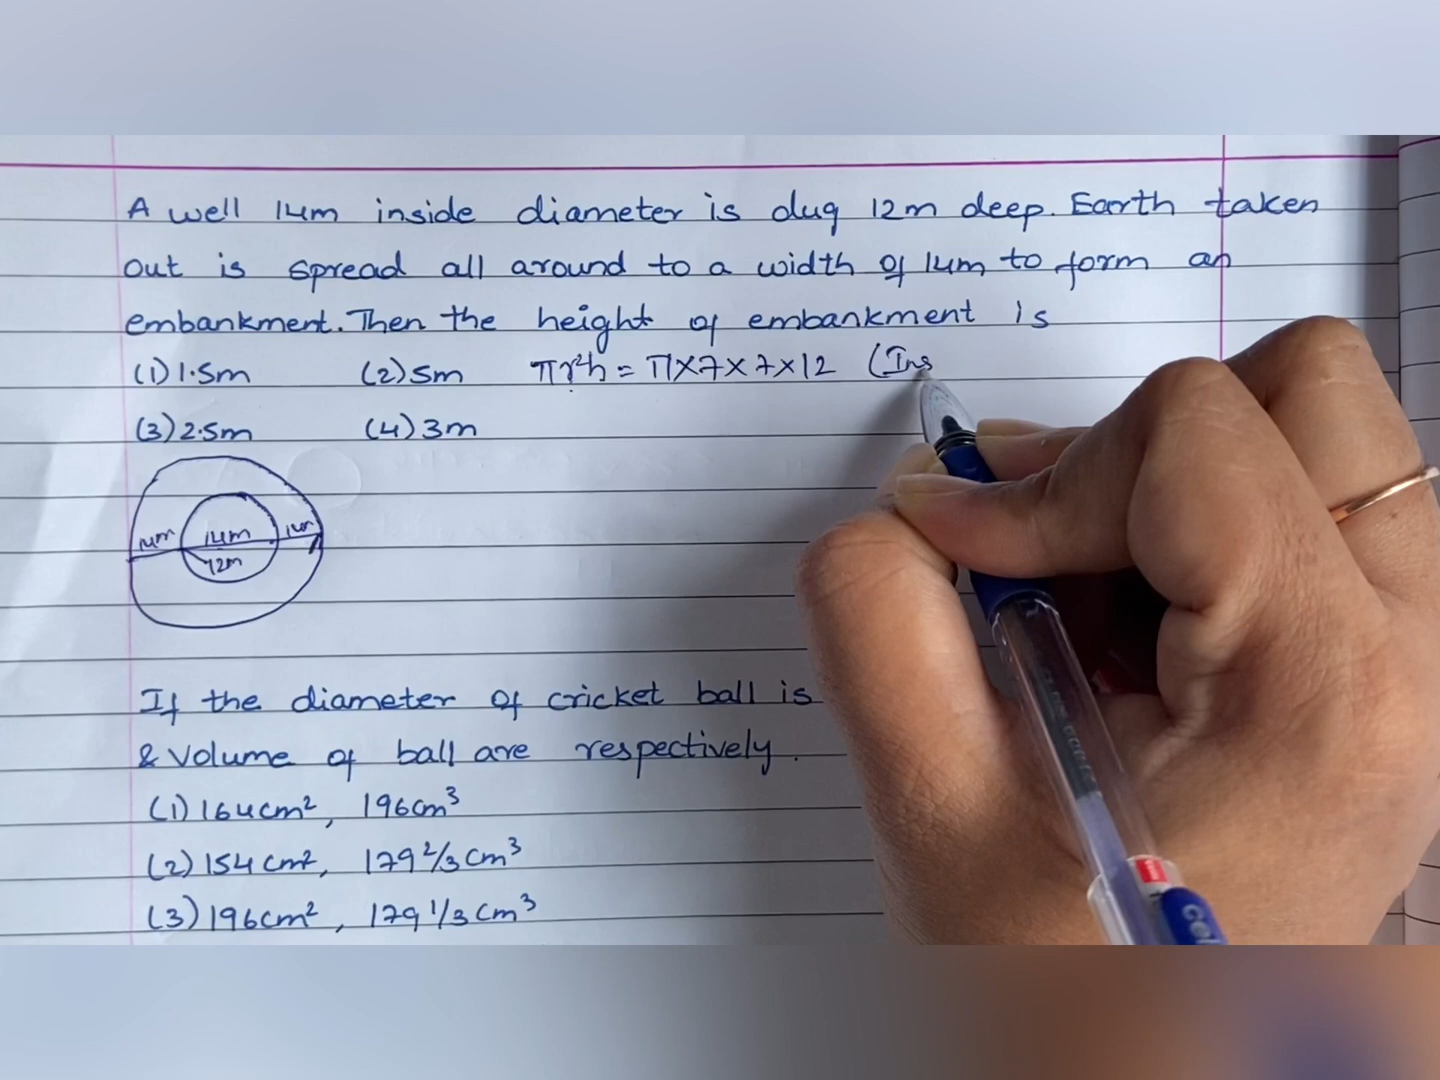 A well 14m inside diameter is dug 12m deep. Earth taken
out is spread all around to a width of 14m to form an
embankment. Then the height of embankment is
(1) 1.5m (2) 5m πr²h = π×7×7×12 (Ins
(3) 2.5m (4) 3m
14m 14m 14m
12m
If the diameter of cricket ball is
& volume of ball are respectively.
(1) 164cm², 196cm³
(2) 154cm², 179 2/3 cm³
(3) 196cm², 179 1/3 cm³
cel